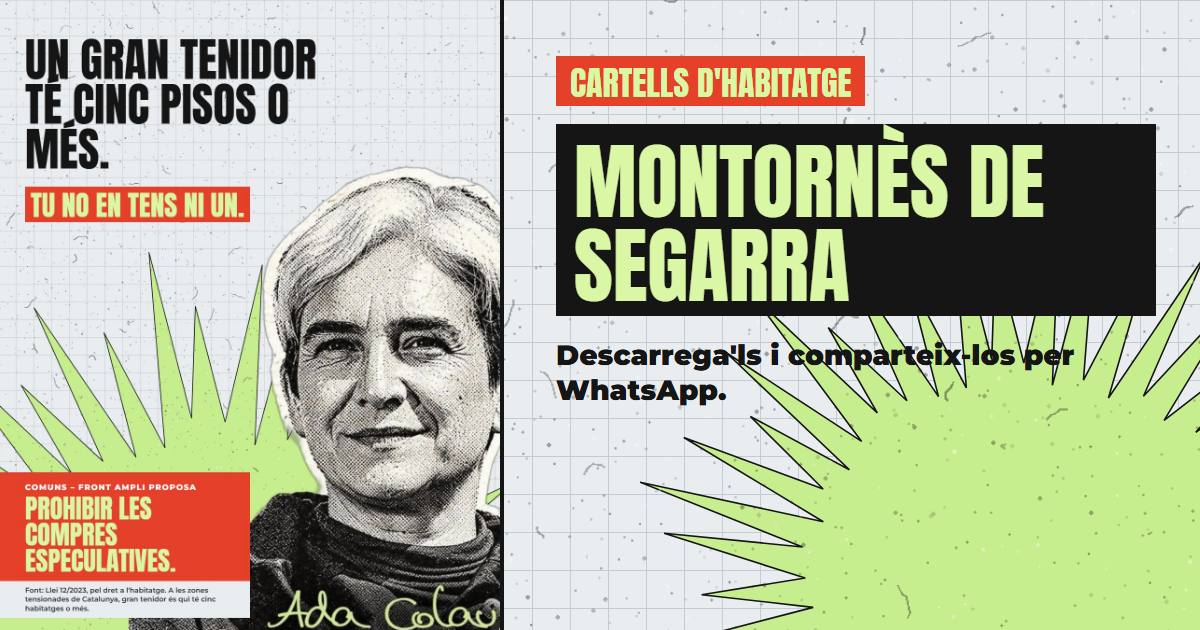 UN GRAN TENIDOR
TÉ CINC PISOS O
MÉS.
TU NO EN TENS NI UN.
COMUNS – FRONT AMPLI PROPOSA
PROHIBIR LES
COMPRES
ESPECULATIVES.
Font: Llei 12/2023, pel dret a l'habitatge. A les zones
tensionades de Catalunya, gran tenidor és qui té cinc
habitatges o més.
Ada Colau
CARTELLS D'HABITATGE
MONTORNÈS DE
SEGARRA
Descarrega'ls i comparteix-los per
WhatsApp.